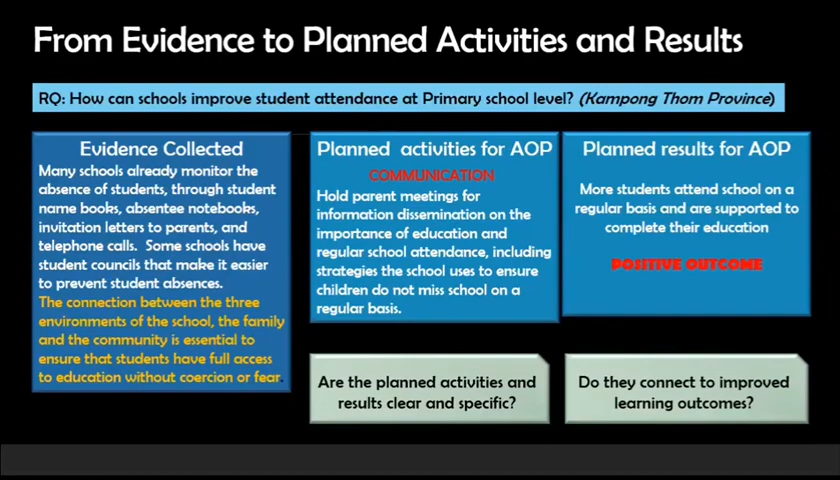 From Evidence to Planned Activities and Results
RQ: How can schools improve student attendance at Primary school level? (Kampong Thom Province)
Evidence Collected
Many schools already monitor the
absence of students, through student
name books, absentee notebooks,
invitation letters to parents, and
telephone calls. Some schools have
student councils that make it easier
to prevent student absences.
The connection between the three
environments of the school, the family
and the community is essential to
ensure that students have full access
to education without coercion or fear.
Planned activities for AOP
COMMUNICATION
Hold parent meetings for
information dissemination on the
importance of education and
regular school attendance, including
strategies the school uses to ensure
children do not miss school on a
regular basis.
Planned results for AOP
More students attend school on a
regular basis and are supported to
complete their education
POSITIVE OUTCOME
Are the planned activities and
results clear and specific?
Do they connect to improved
learning outcomes?